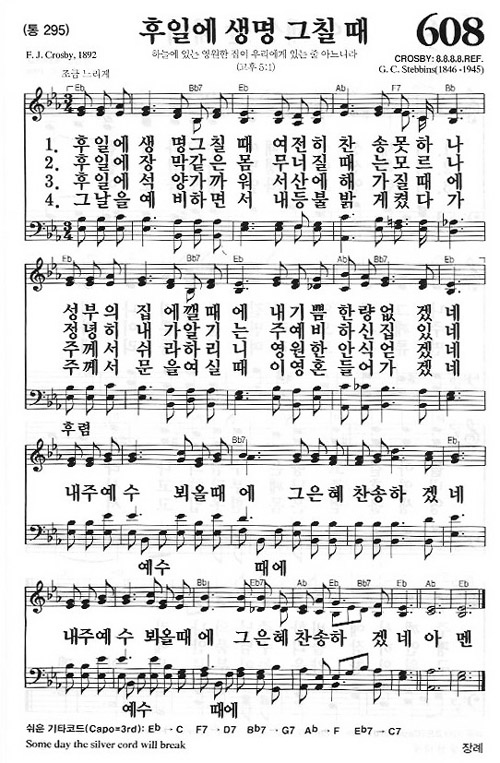 (통 295)
후일에 생명 그칠 때
608
F. J. Crosby, 1892
하늘에 있는 영원한 집이 우리에게 있는 줄 아느니라
(고후 5:1)
CROSBY: 8.8.8.8.REF.
G. C. Stebbins(1846-1945)
조금 느리게
Eb Bb7 Eb Ab F7 Bb
1. 후일에 생 명그칠 때 여전히 찬 송못하 나
2. 후일에 장 막같은 몸 무너질 때 는모르 나
3. 후일에 석 양가까 워 서산에 해 가질때 에
4. 그날을 예 비하면 서 내등불 밝 게켰다 가
Eb Bb7 Eb Ab Bb7 Eb
성부의 집 에깰때 에 내기쁨 한량없 겠네
정녕히 내 가알기 는 주예비 하신집 있네
주께서 쉬 라하리 니 영원한 안식얻 겠네
주께서 문 을여실 때 이영혼 들어가 겠네
후렴
Bb7 Eb
내주예수 뵈올때 에 그은혜 찬송하 겠네
예수 때에
Bb Eb7 Ab Eb Bb7 Eb Ab Eb
내주예수 뵈올때 에 그은혜 찬송하 겠네 아멘
예수 때에
쉬운 기타코드(Capo=3rd): Eb → C F7 → D7 Bb7 → G7 Ab → F Eb7 → C7
Some day the silver cord will break
장례